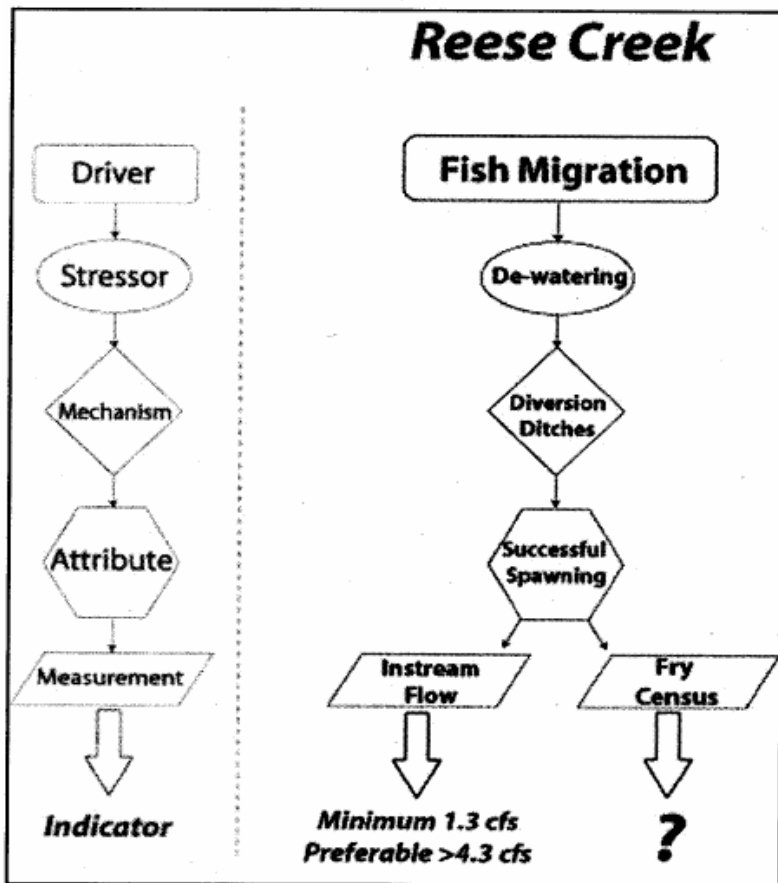 Reese Creek
Driver
Stressor
Mechanism
Attribute
Measurement
Indicator
Fish Migration
De-watering
Diversion
Ditches
Successful
Spawning
Instream
Flow
Fry
Census
Minimum 1.3 cfs
Preferable >4.3 cfs
?